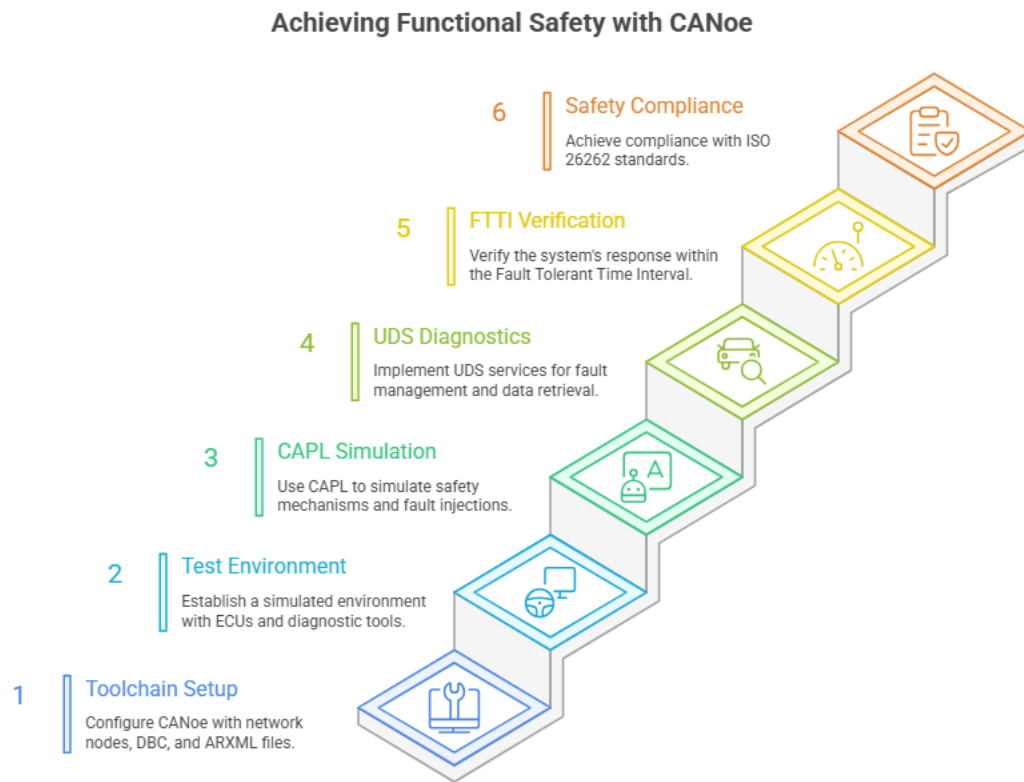 Achieving Functional Safety with CANoe
6
Safety Compliance
Achieve compliance with ISO
26262 standards.
5
FTTI Verification
Verify the system's response within
the Fault Tolerant Time Interval.
4
UDS Diagnostics
Implement UDS services for fault
management and data retrieval.
3
CAPL Simulation
Use CAPL to simulate safety
mechanisms and fault injections.
A
2
Test Environment
Establish a simulated environment
with ECUs and diagnostic tools.
1
Toolchain Setup
Configure CANoe with network
nodes, DBC, and ARXML files.